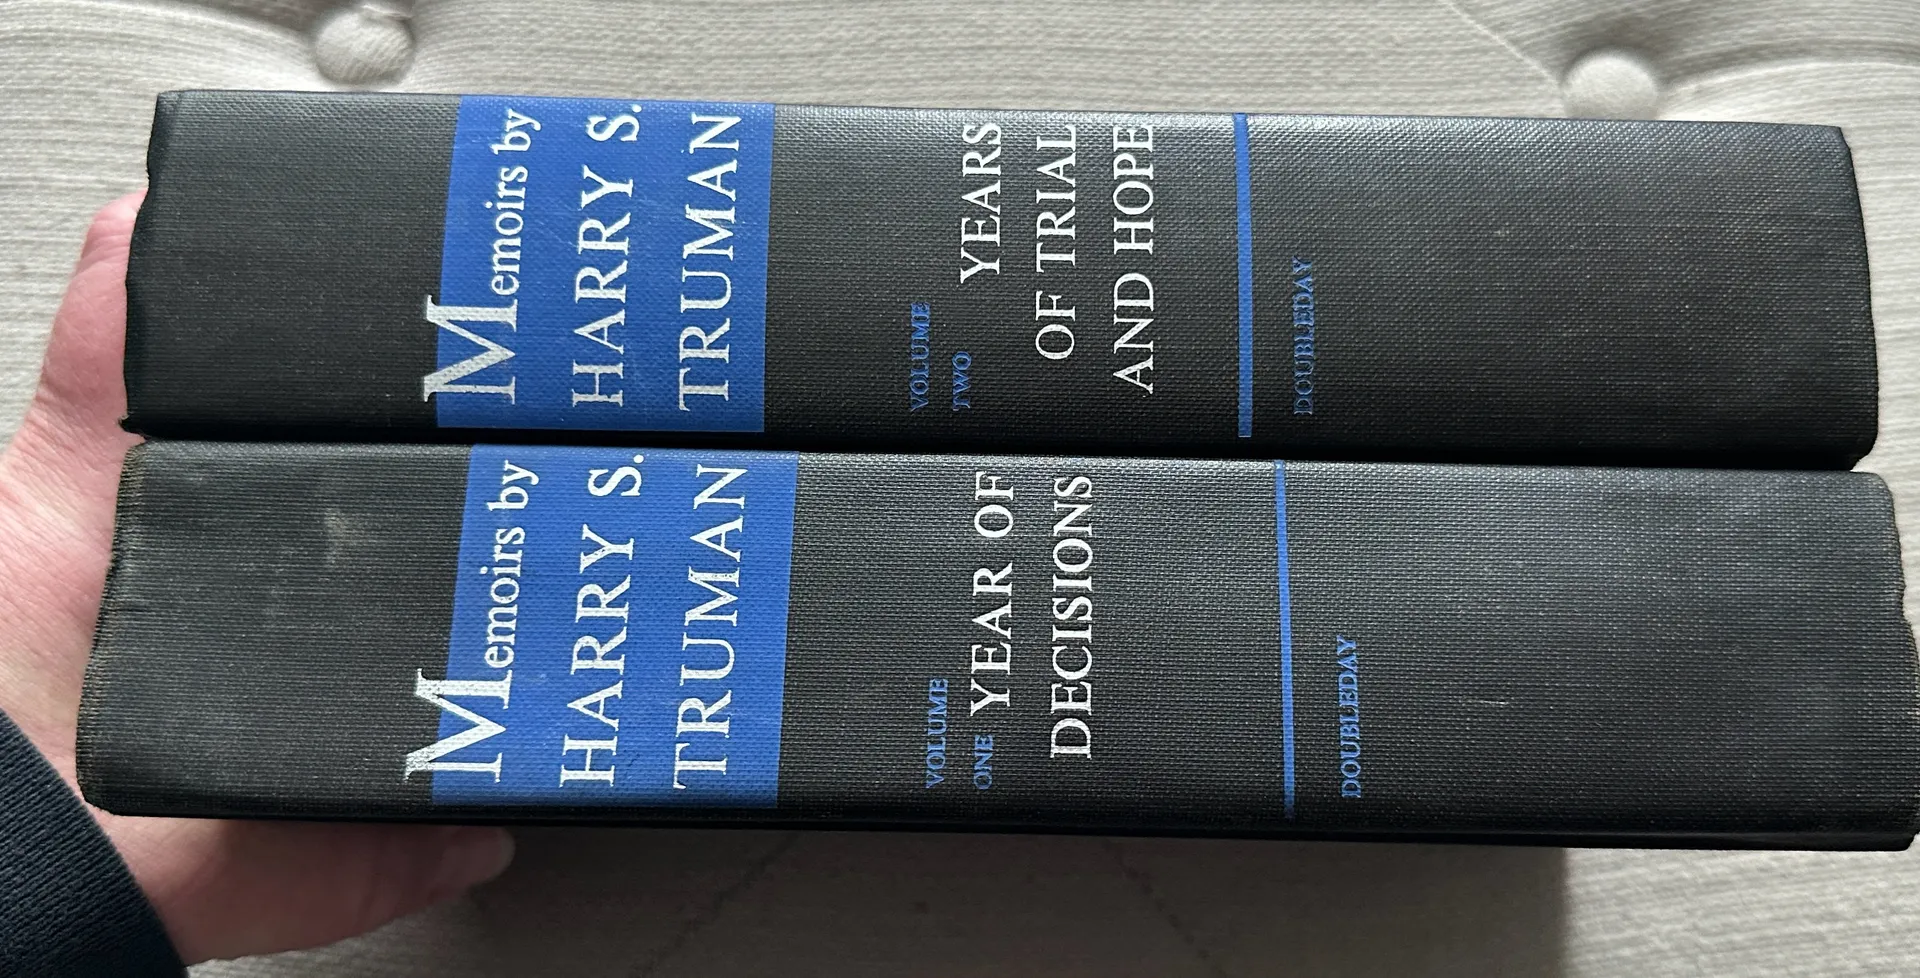 Memoirs by
HARRY S.
TRUMAN
VOLUME
TWO
YEARS
OF TRIAL
AND HOPE
DOUBLEDAY
Memoirs by
HARRY S.
TRUMAN
VOLUME
ONE
YEAR OF
DECISIONS
DOUBLEDAY